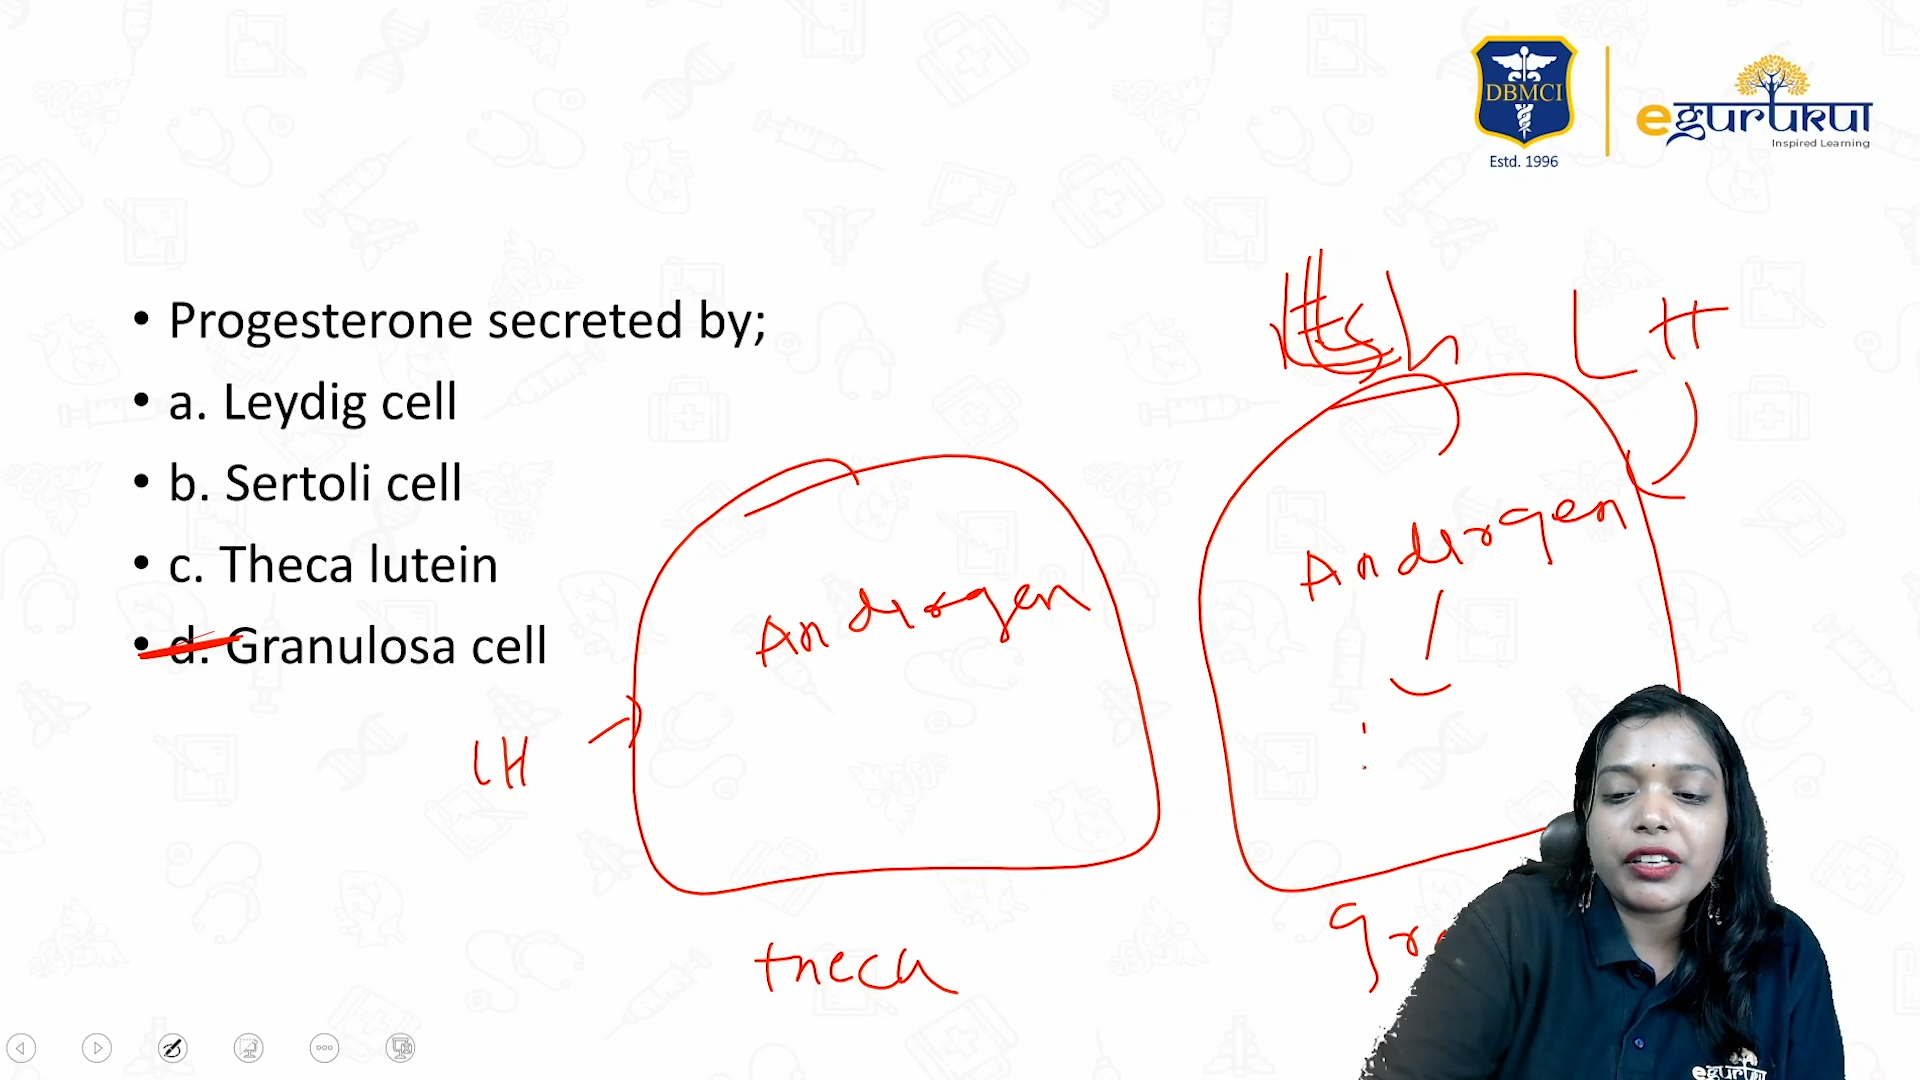 DBMCI
Estd. 1996
egurukul
Inspired Learning
• Progesterone secreted by;
• a. Leydig cell
• b. Sertoli cell
• c. Theca lutein
• d. Granulosa cell
LH
Androgen
Androgen
LH
theca